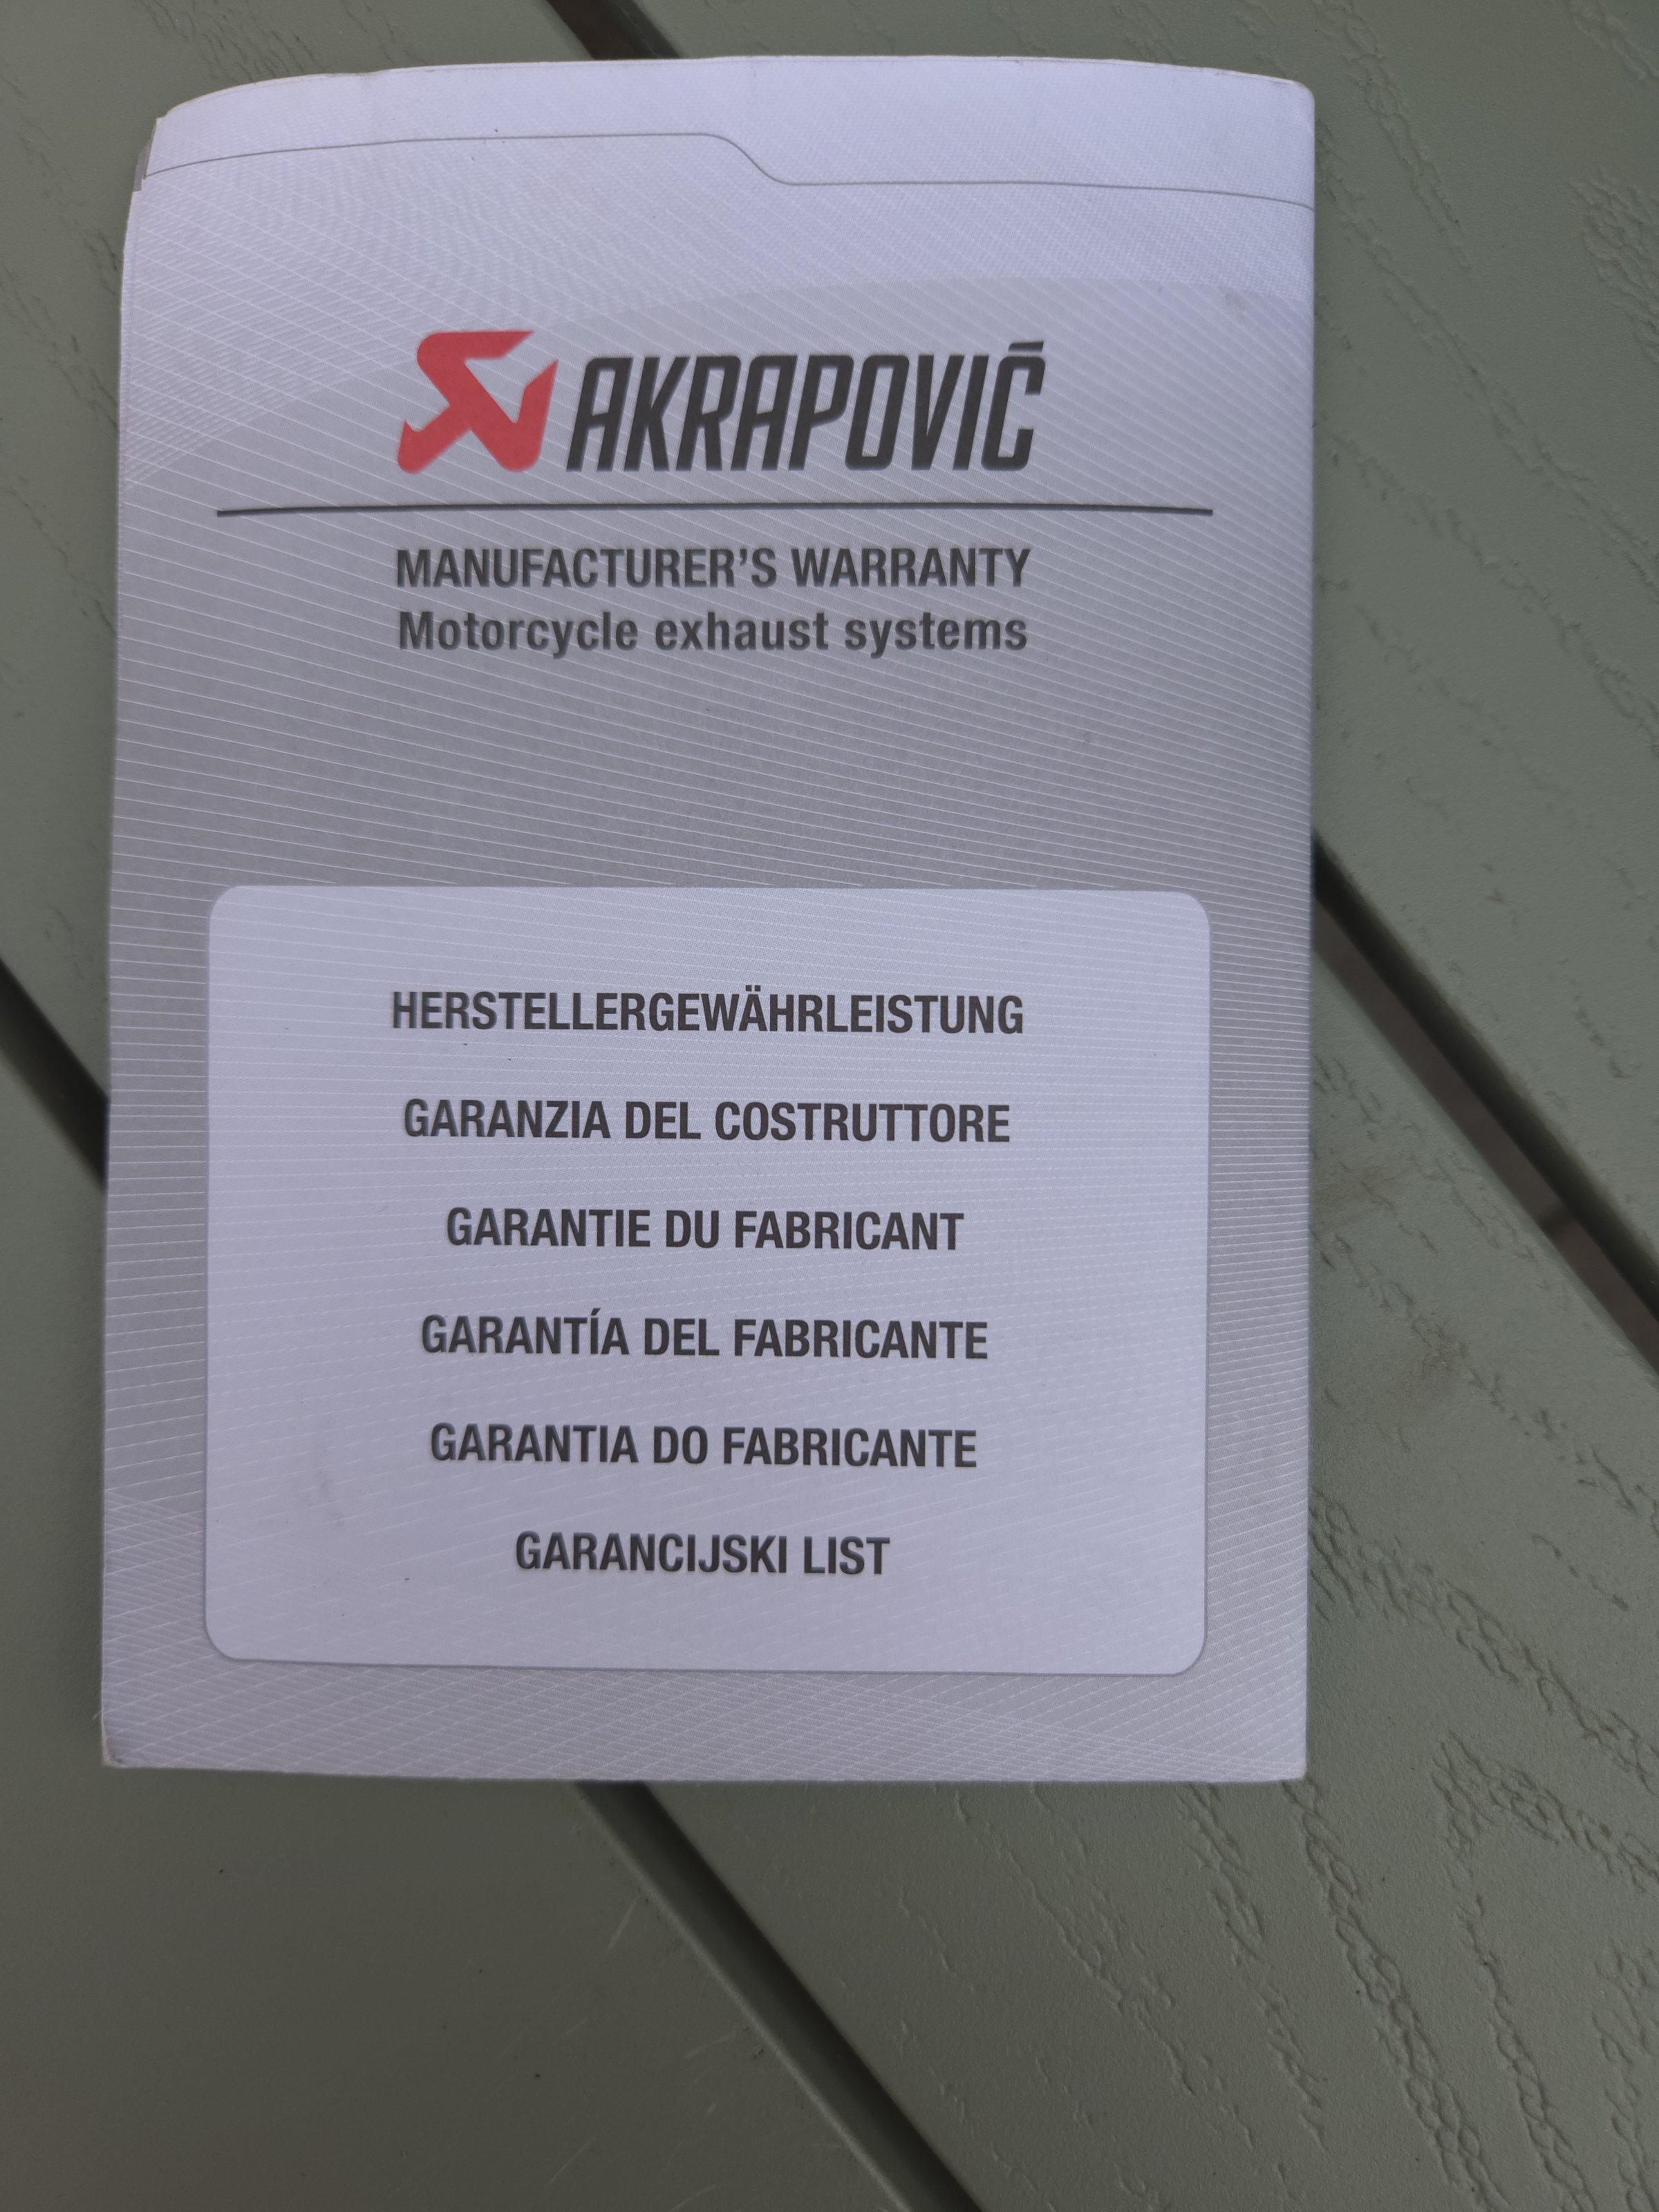 AKRAPOVIČ
MANUFACTURER'S WARRANTY
Motorcycle exhaust systems
HERSTELLERGEWÄHRLEISTUNG
GARANZIA DEL COSTRUTTORE
GARANTIE DU FABRICANT
GARANTÍA DEL FABRICANTE
GARANTIA DO FABRICANTE
GARANCIJSKI LIST